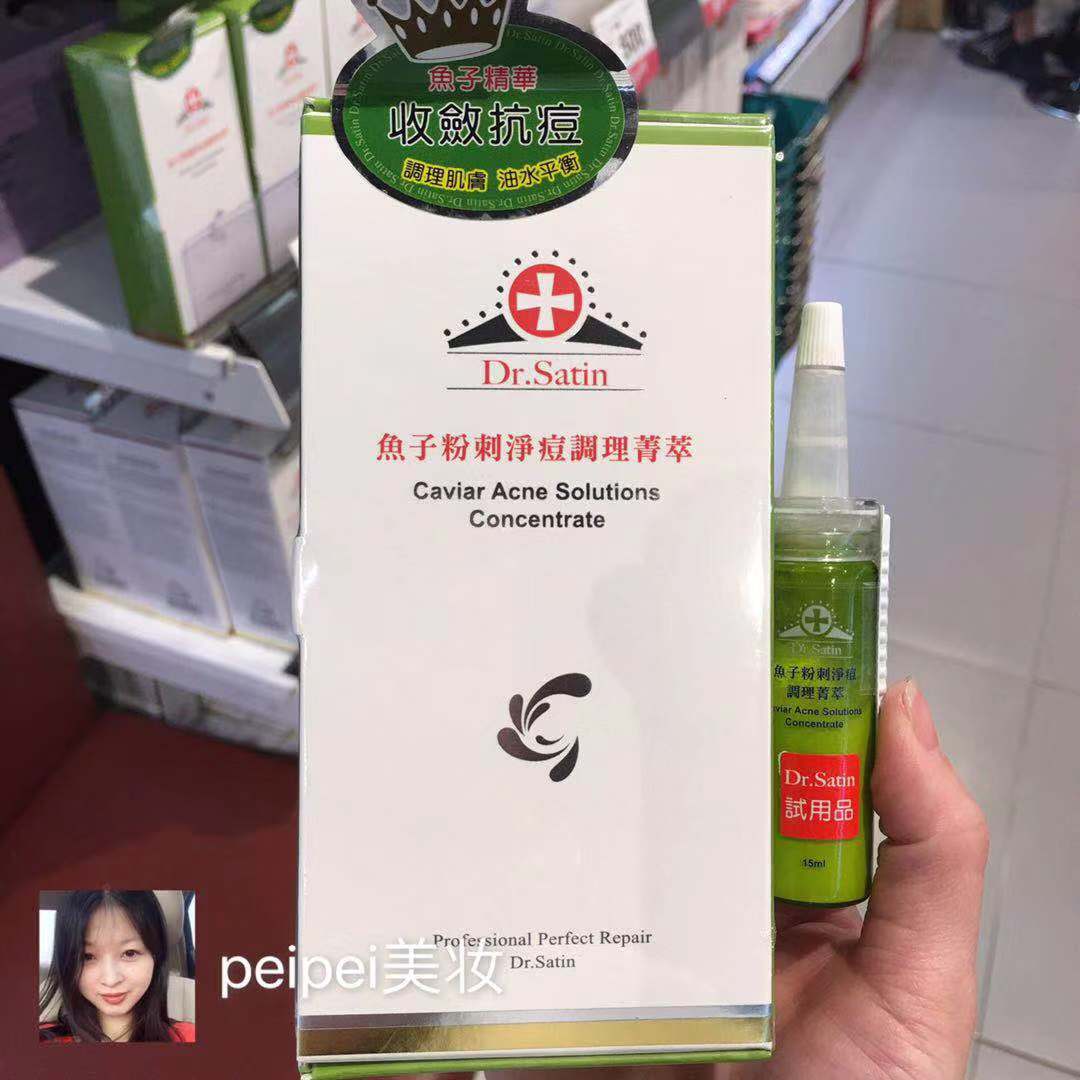 魚子精華
收斂抗痘
調理肌膚 油水平衡
Dr.Satin
魚子粉刺淨痘調理菁萃
Caviar Acne Solutions
Concentrate
Professional Perfect Repair
Dr.Satin
Dr.Satin
魚子粉刺淨痘
調理菁萃
Caviar Acne Solutions
Concentrate
Dr.Satin
試用品
15ml
peipei美妆